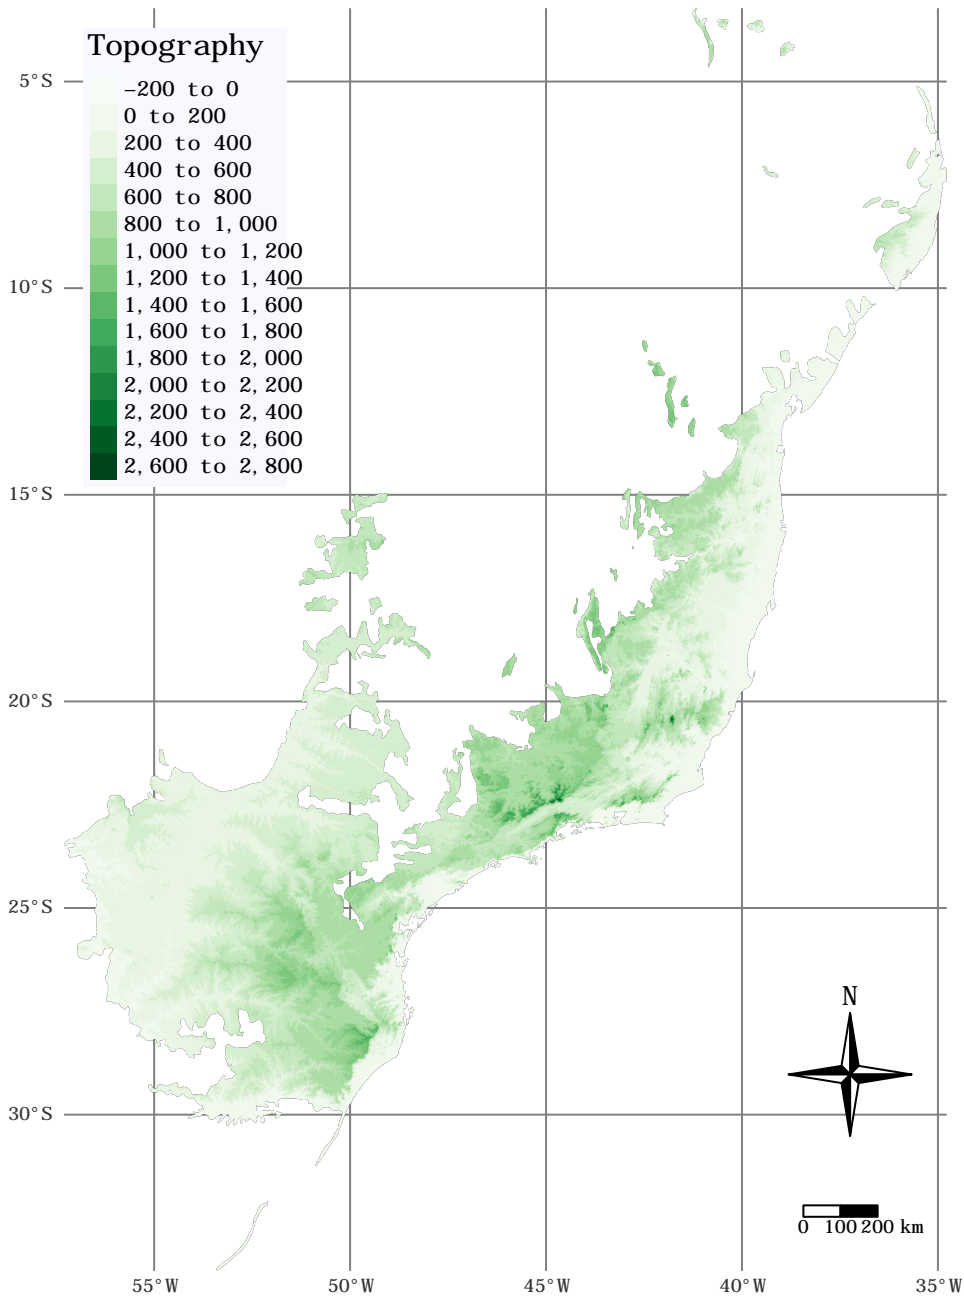 Topography
−200 to 0
0 to 200
200 to 400
400 to 600
600 to 800
800 to 1,000
1,000 to 1,200
1,200 to 1,400
1,400 to 1,600
1,600 to 1,800
1,800 to 2,000
2,000 to 2,200
2,200 to 2,400
2,400 to 2,600
2,600 to 2,800
5°S
10°S
15°S
20°S
25°S
30°S
N
0 100 200 km
55°W 50°W 45°W 40°W 35°W